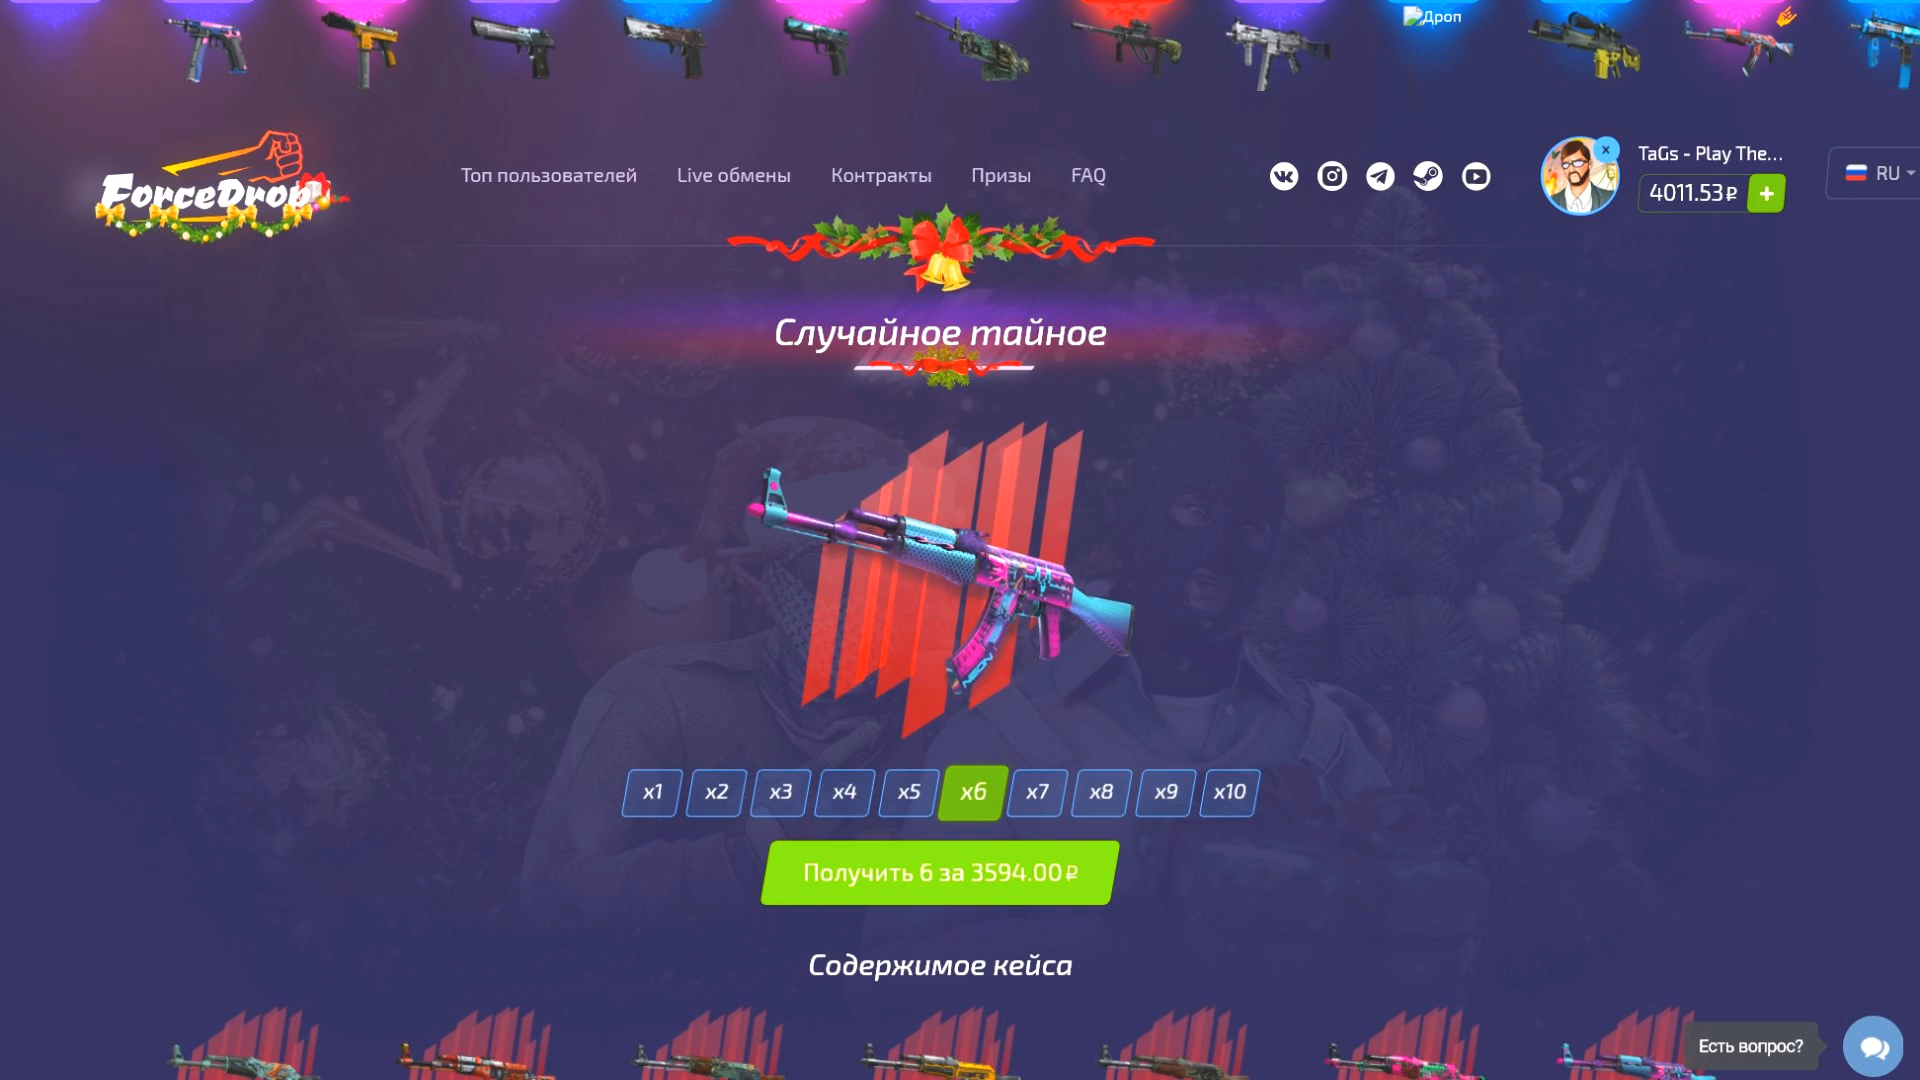 Дроп
ForceDrop
Топ пользователей
Live обмены
Контракты
Призы
FAQ
TaGs - Play The...
4011.53₽
+
RU
Случайное тайное
NEON
x1
x2
x3
x4
x5
x6
x7
x8
x9
x10
Получить 6 за 3594.00₽
Содержимое кейса
Есть вопрос?